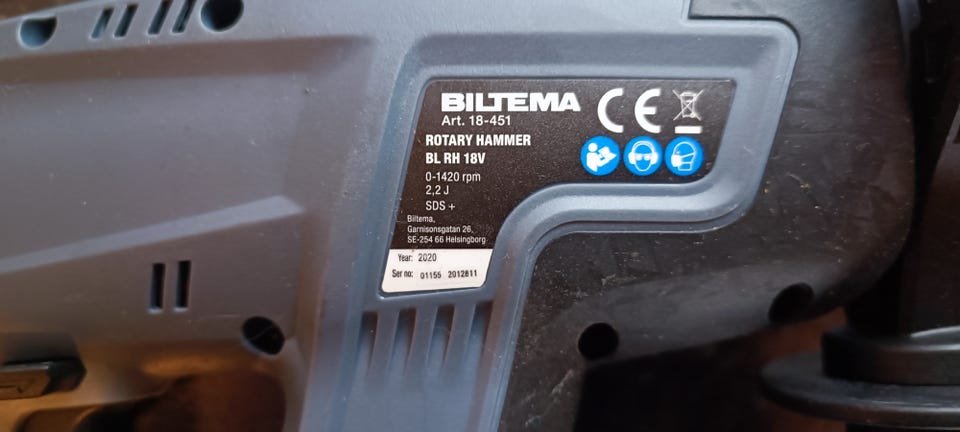 BILTEMA
Art. 18-451
ROTARY HAMMER
BL RH 18V
0-1420 rpm
2,2 J
SDS +
Biltema,
Garnisonsgatan 26,
SE-254 66 Helsingborg
Year: 2020
Ser no: 01155 2012811
CE